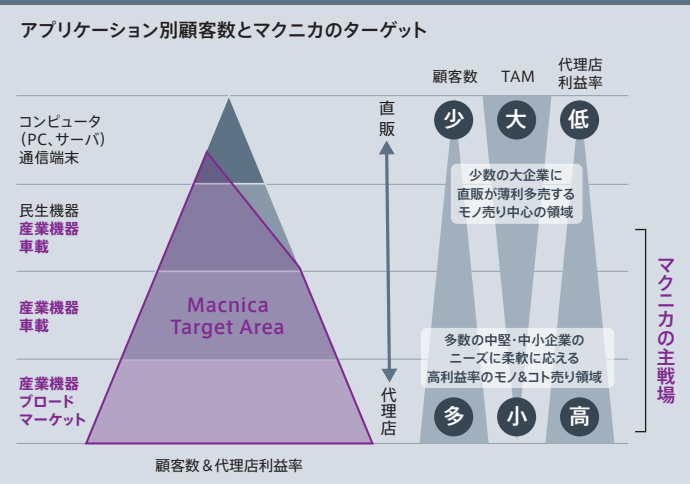 アプリケーション別顧客数とマクニカのターゲット
顧客数
TAM
代理店
利益率
コンピュータ
（PC、サーバ）
通信端末
直販
少
大
低
少数の大企業に
直販が薄利多売する
モノ売り中心の領域
民生機器
産業機器
車載
産業機器
車載
Macnica
Target Area
マクニカの主戦場
多数の中堅・中小企業の
ニーズに柔軟に応える
高利益率のモノ&コト売り領域
産業機器
ブロード
マーケット
代理店
多
小
高
顧客数＆代理店利益率